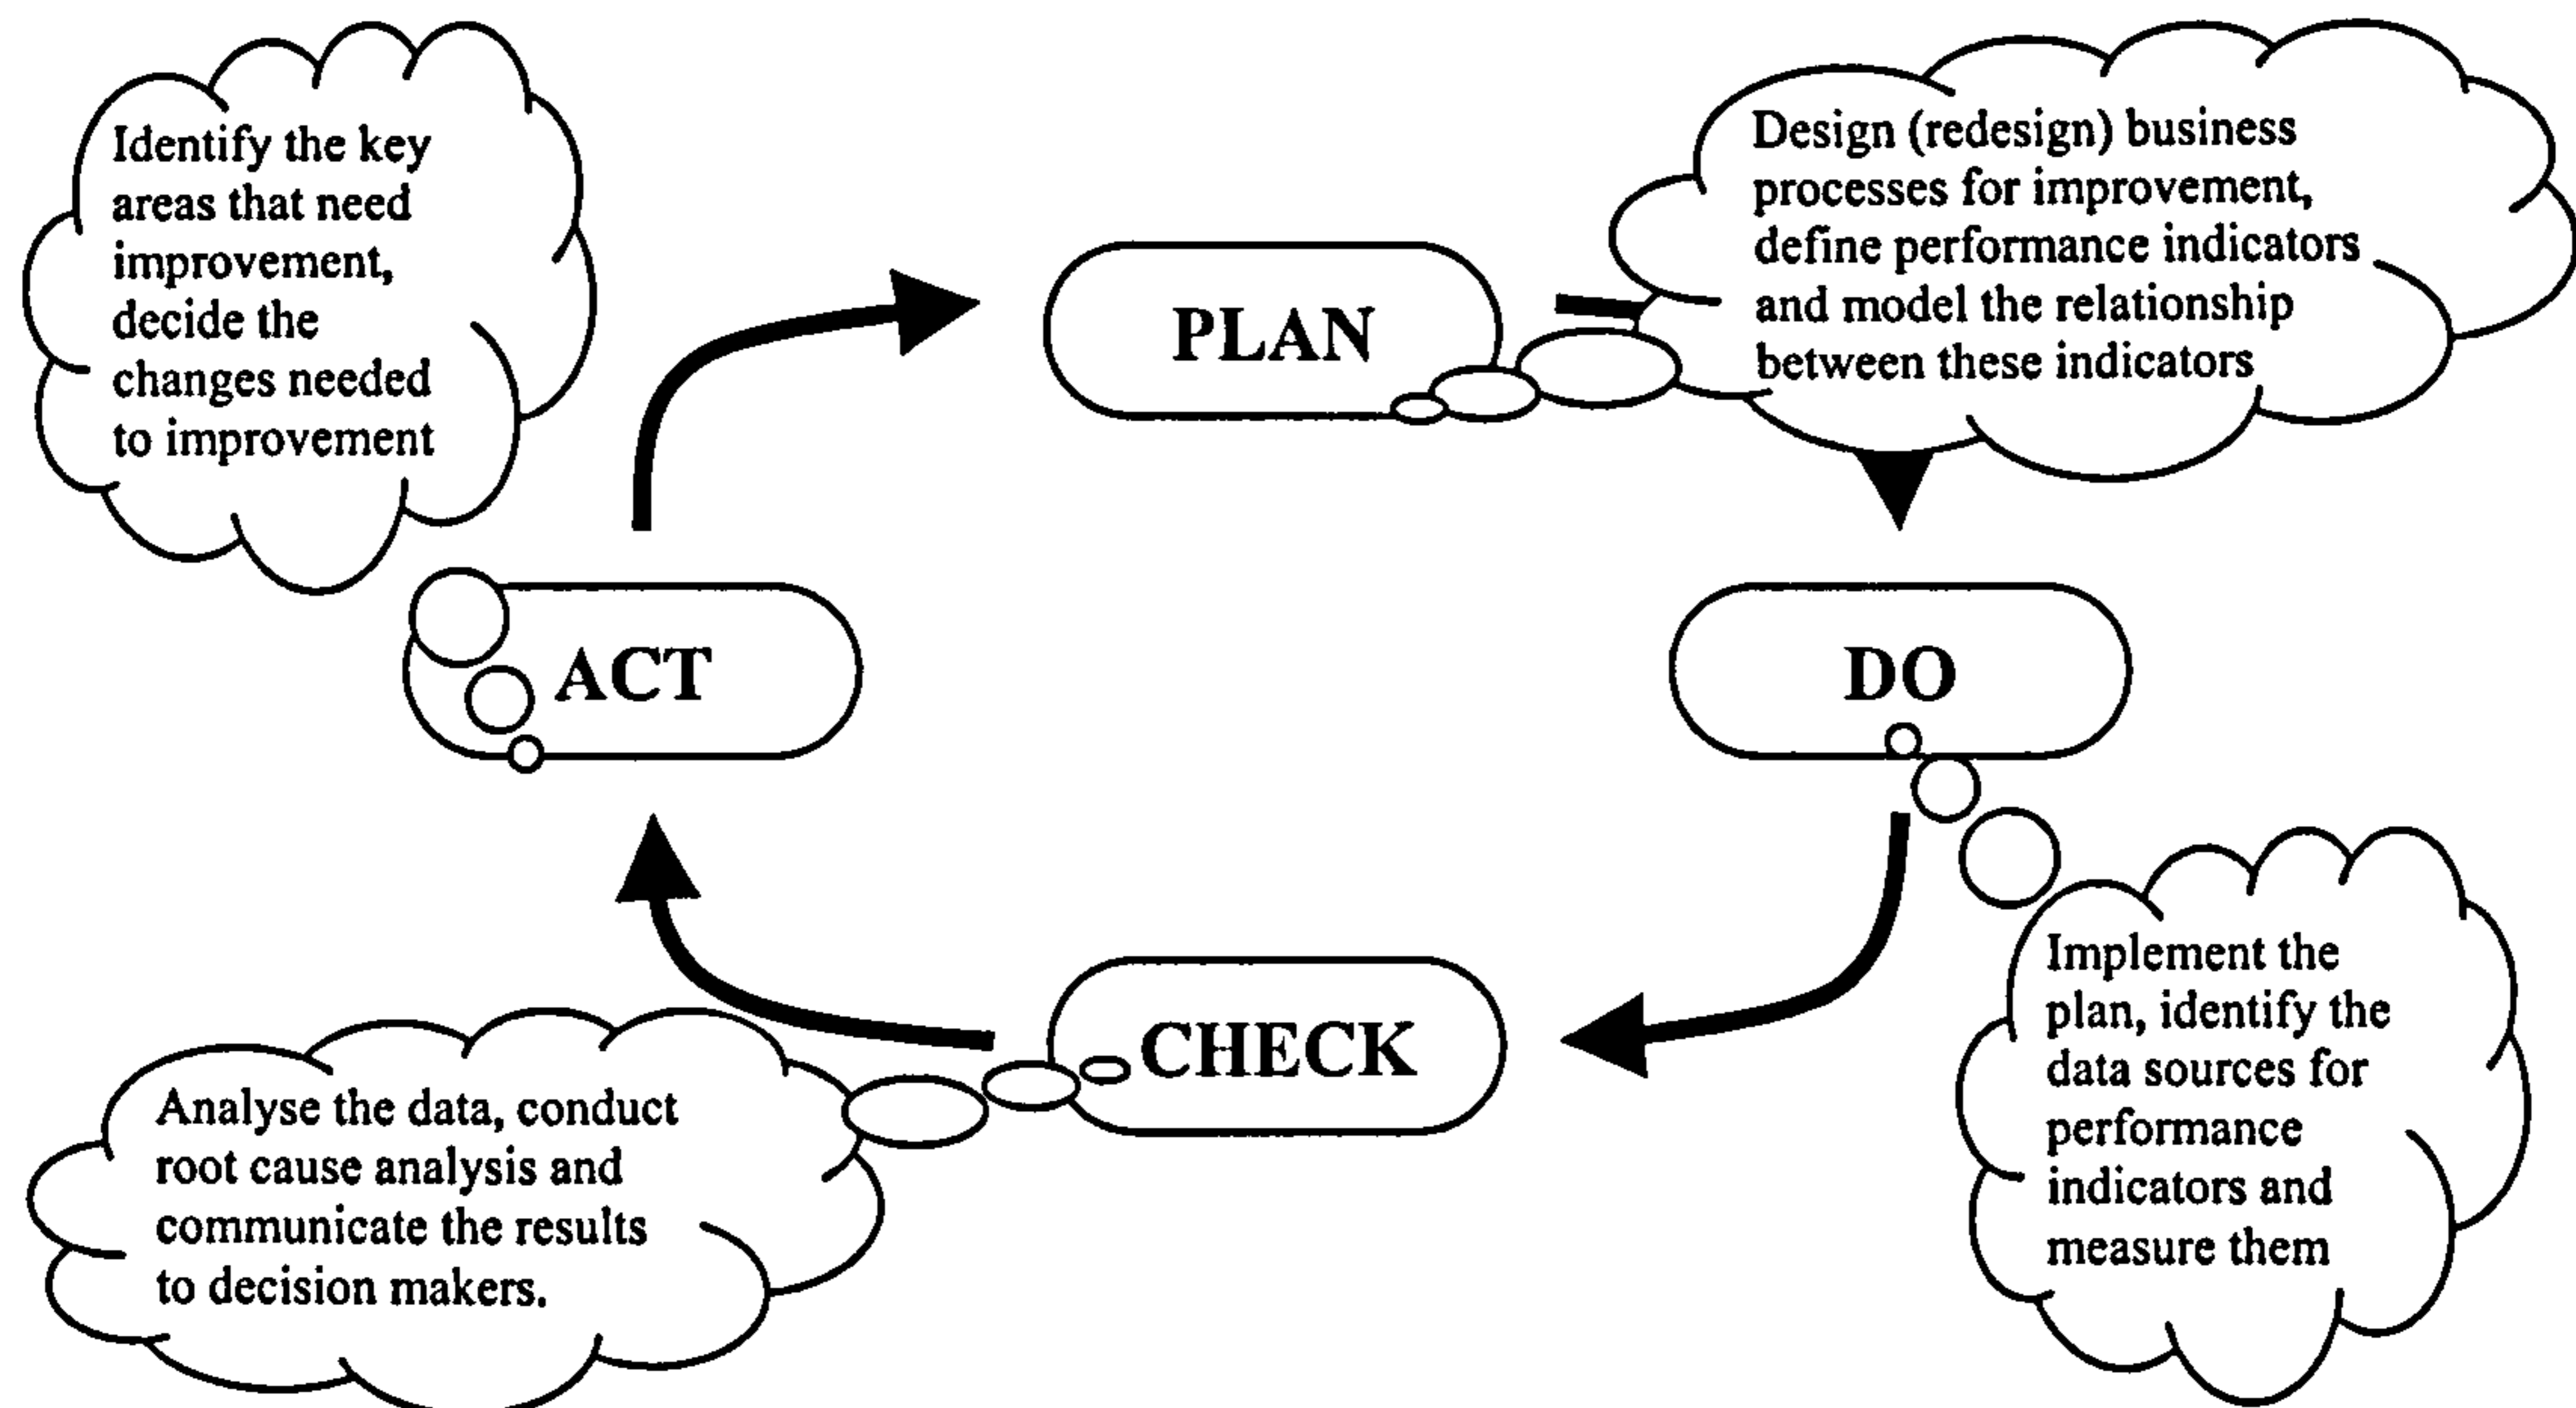 Identify the key
areas that need
improvement,
decide the
changes needed
to improvement
PLAN
Design (redesign) business
processes for improvement,
define performance indicators
and model the relationship
between these indicators
ACT
DO
CHECK
Analyse the data, conduct
root cause analysis and
communicate the results
to decision makers.
Implement the
plan, identify the
data sources for
performance
indicators and
measure them